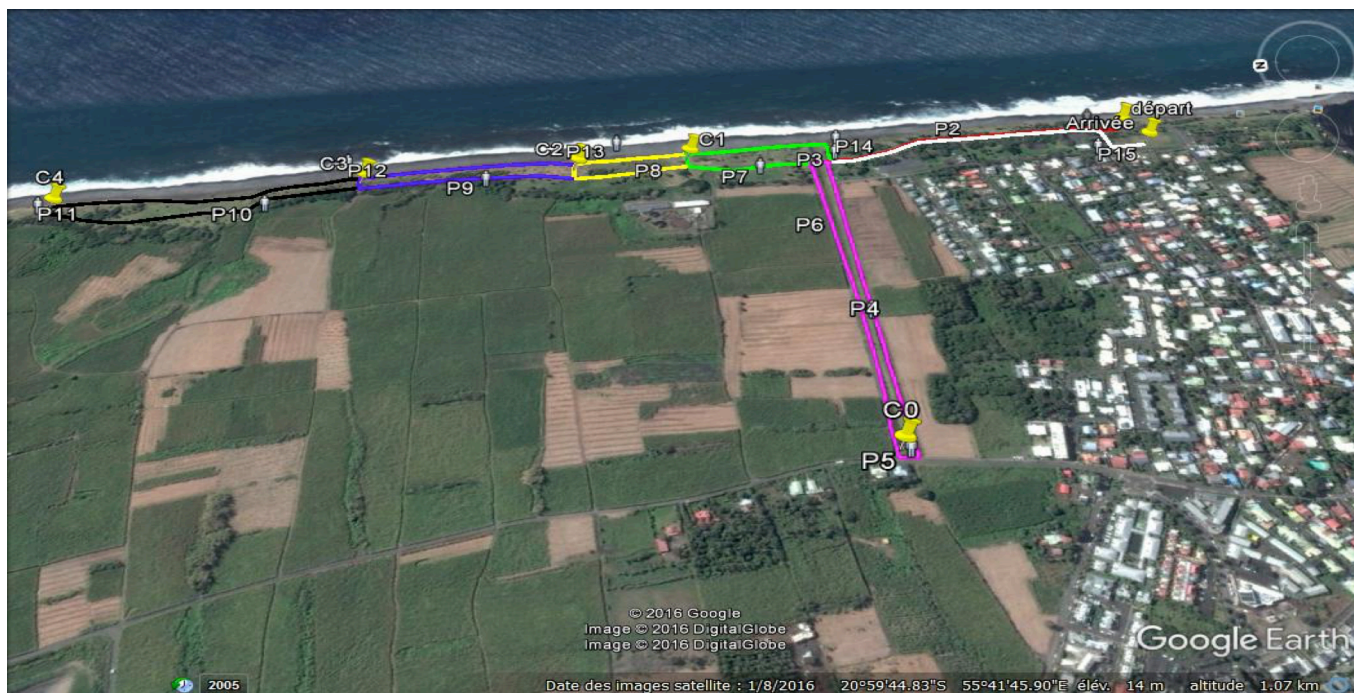 N
départ
Arrivée
P2
P14
P15
C1
C2 P13
C3
P12
P3
P8
P7
C4
P9
P11
P10
P6
P4
C0
P5
© 2016 Google
Image © 2016 DigitalGlobe
Image © 2016 DigitalGlobe
Google Earth
2005
Date des images satellite : 1/8/2016 20°59'44.83"S 55°41'45.90"E élév. 14 m altitude 1.07 km